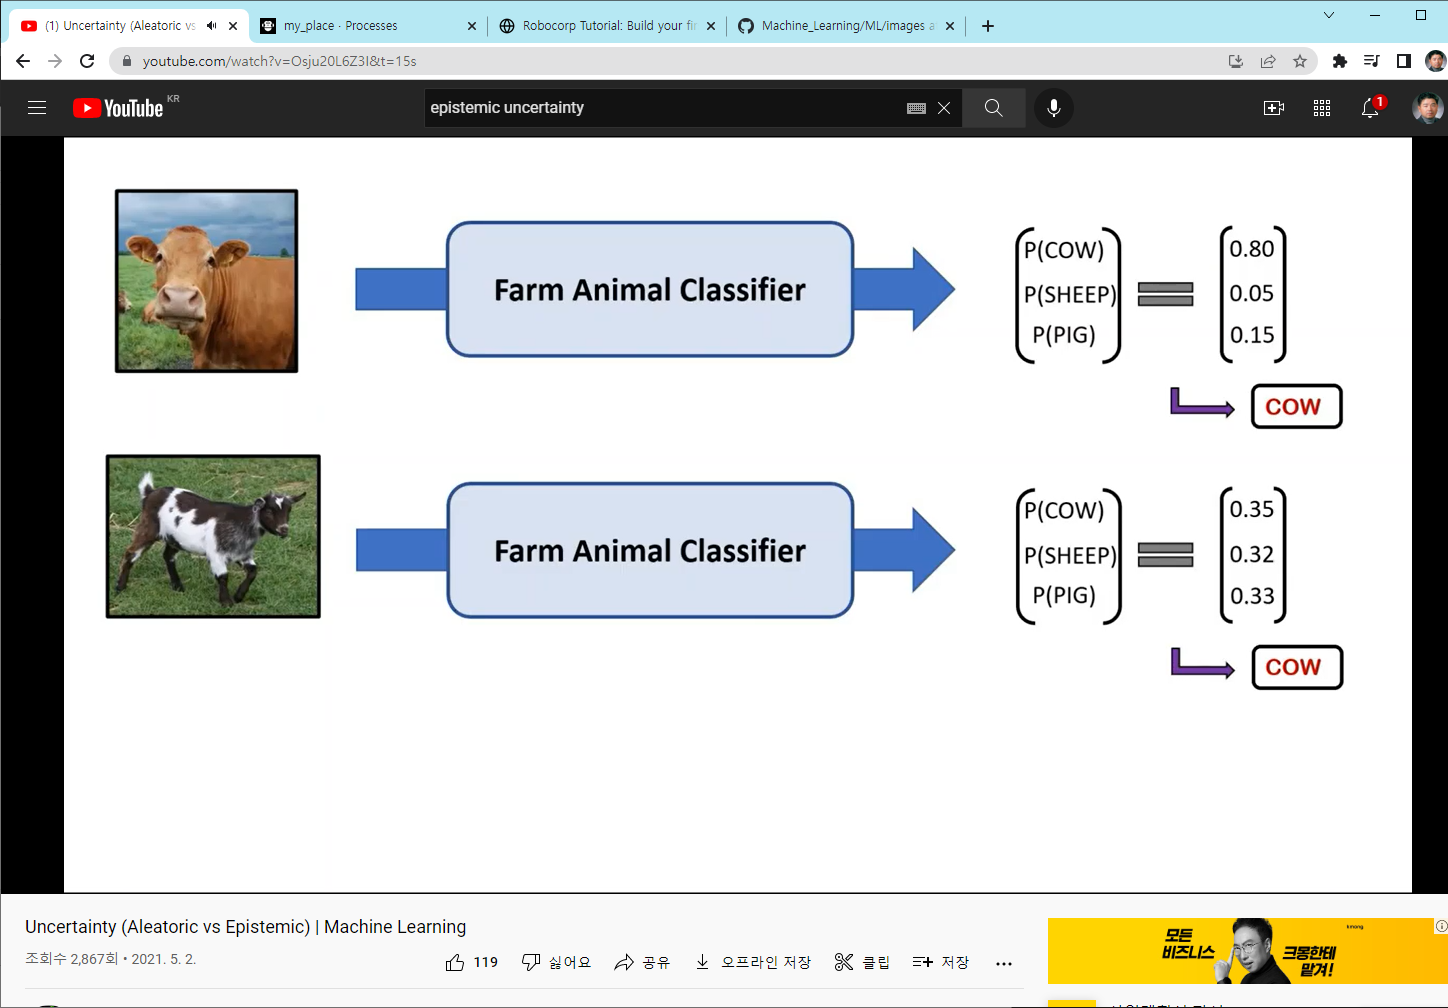 (1) Uncertainty (Aleatoric vs
my_place · Processes
Robocorp Tutorial: Build your fir
Machine_Learning/ML/images a
youtube.com/watch?v=Osju20L6Z3I&t=15s
YouTube KR
epistemic uncertainty
1
Farm Animal Classifier
P(COW)
P(SHEEP)
P(PIG)
0.80
0.05
0.15
COW
Farm Animal Classifier
P(COW)
P(SHEEP)
P(PIG)
0.35
0.32
0.33
COW
Uncertainty (Aleatoric vs Epistemic) | Machine Learning
조회수 2,867회 • 2021. 5. 2.
119 싫어요 공유 오프라인 저장 클립 저장
kmong
모든
비즈니스
크몽한테
맡겨!